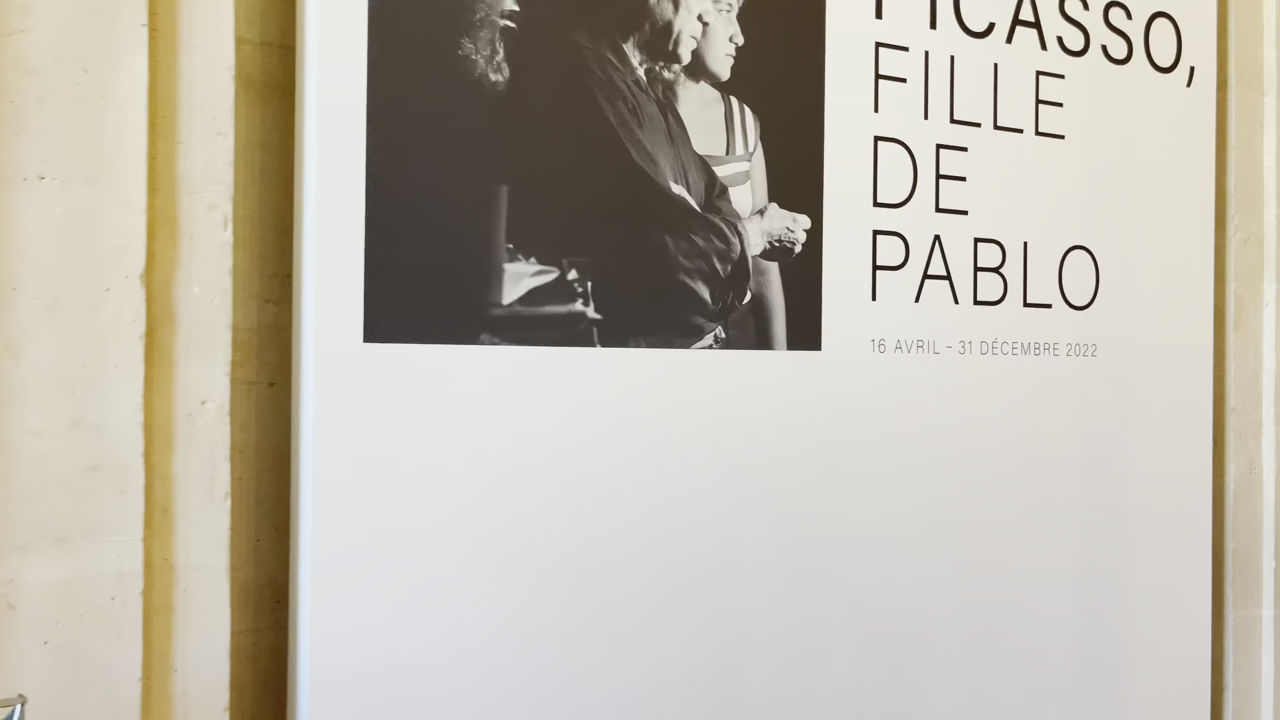 PICASSO,
FILLE
DE
PABLO
16 AVRIL – 31 DÉCEMBRE 2022